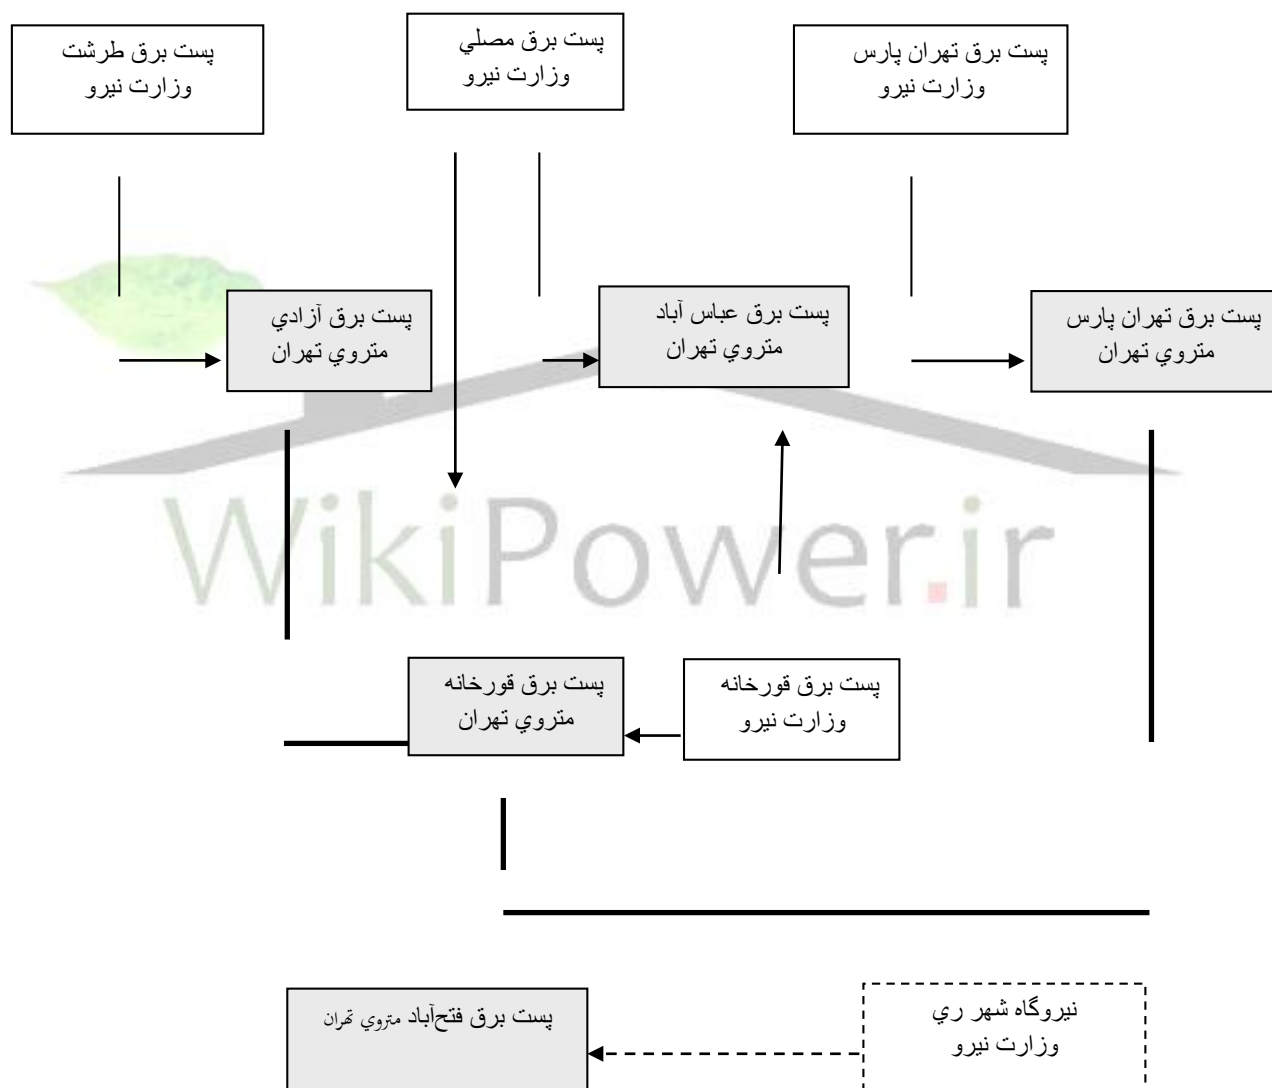 پست برق تهران پارس
وزارت نيرو
پست برق مصلي
وزارت نيرو
پست برق طرشت
وزارت نيرو
پست برق تهران پارس
متروي تهران
پست برق عباس آباد
متروي تهران
پست برق آزادي
متروي تهران
WikiPower.ir
پست برق قورخانه
وزارت نيرو
پست برق قورخانه
متروي تهران
نيروگاه شهر ري
وزارت نيرو
پست برق فتح‌آباد متروي تهران